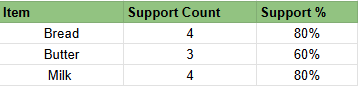 Item Support Count Support %
Bread 4 80%
Butter 3 60%
Milk 4 80%